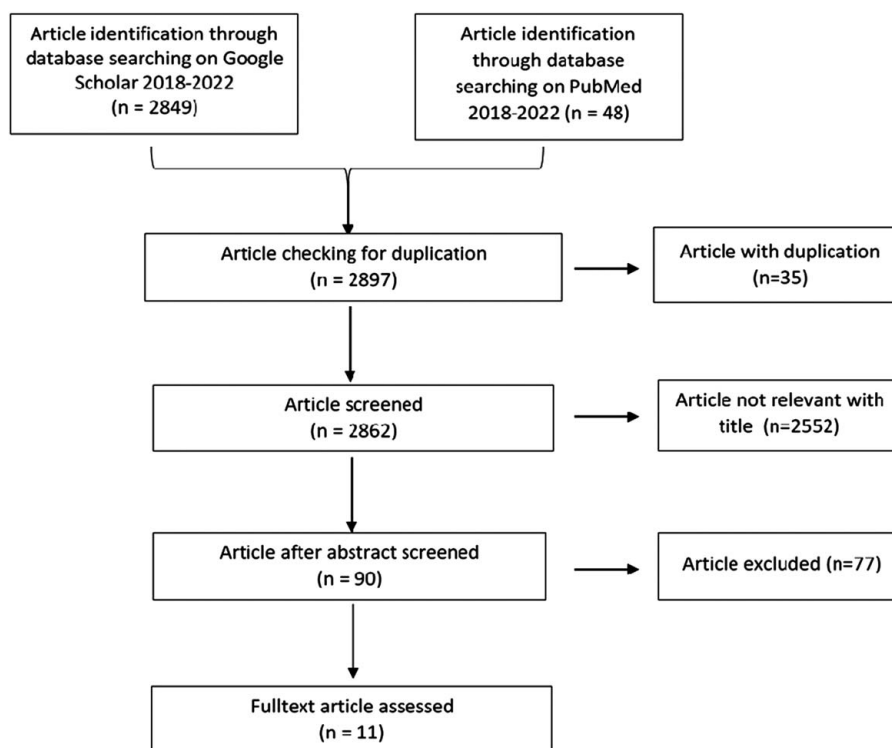 Article identification through
database searching on Google
Scholar 2018-2022
(n = 2849)
Article identification
through database
searching on PubMed
2018-2022 (n = 48)
Article checking for duplication
(n = 2897)
Article with duplication
(n=35)
Article screened
(n = 2862)
Article not relevant with
title (n=2552)
Article after abstract screened
(n = 90)
Article excluded (n=77)
Fulltext article assessed
(n = 11)